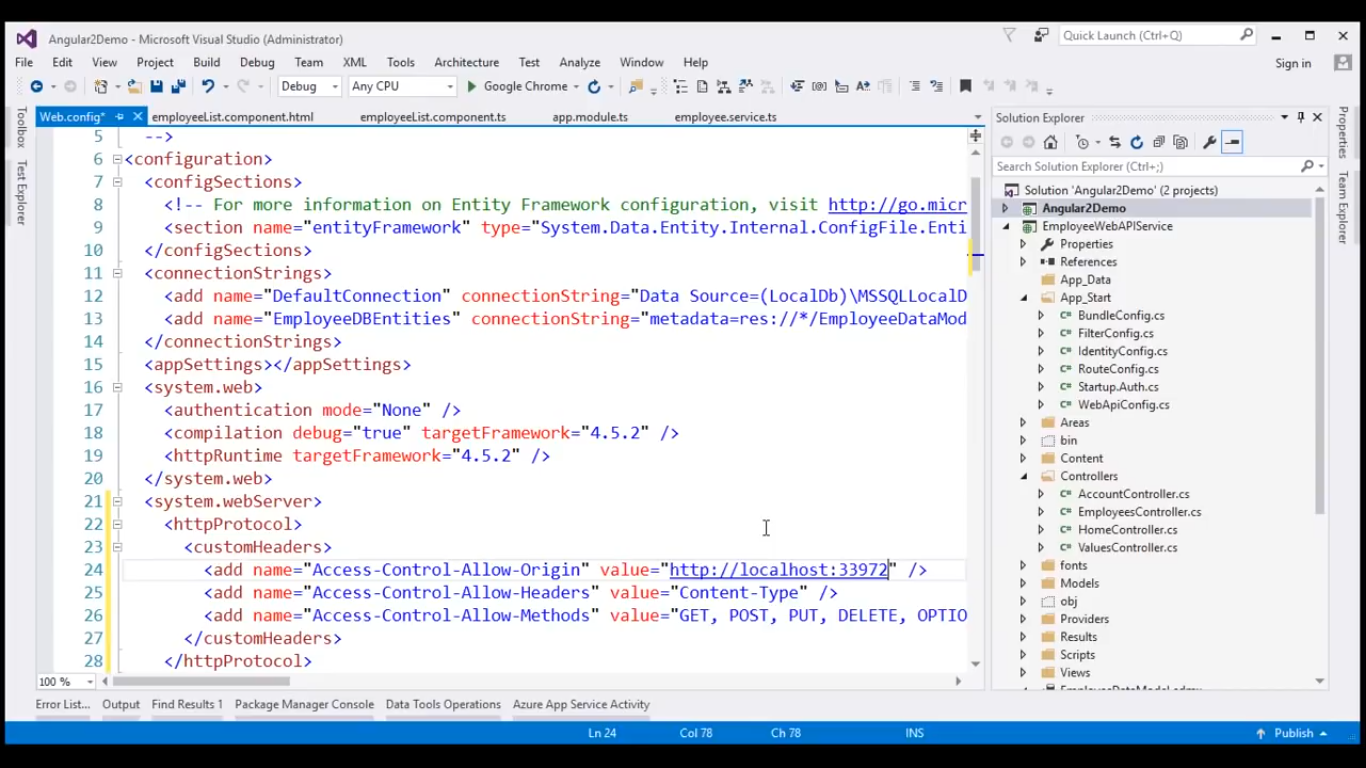 Angular2Demo - Microsoft Visual Studio (Administrator)
Quick Launch (Ctrl+Q)
File Edit View Project Build Debug Team XML Tools Architecture Test Analyze Window Help
Sign in
Debug Any CPU Google Chrome
Toolbox
Test Explorer
Web.config* employeeList.component.html employeeList.component.ts app.module.ts employee.service.ts
5 -->
6 <configuration>
7 <configSections>
8 <!-- For more information on Entity Framework configuration, visit http://go.micr
9 <section name="entityFramework" type="System.Data.Entity.Internal.ConfigFile.Enti
10 </configSections>
11 <connectionStrings>
12 <add name="DefaultConnection" connectionString="Data Source=(LocalDb)\MSSQLLocalD
13 <add name="EmployeeDBEntities" connectionString="metadata=res://*/EmployeeDataMod
14 </connectionStrings>
15 <appSettings></appSettings>
16 <system.web>
17 <authentication mode="None" />
18 <compilation debug="true" targetFramework="4.5.2" />
19 <httpRuntime targetFramework="4.5.2" />
20 </system.web>
21 <system.webServer>
22 <httpProtocol>
23 <customHeaders>
24 <add name="Access-Control-Allow-Origin" value="http://localhost:33972" />
25 <add name="Access-Control-Allow-Headers" value="Content-Type" />
26 <add name="Access-Control-Allow-Methods" value="GET, POST, PUT, DELETE, OPTIO
27 </customHeaders>
28 </httpProtocol>
100 %
Solution Explorer
Search Solution Explorer (Ctrl+;)
Solution 'Angular2Demo' (2 projects)
Angular2Demo
EmployeeWebAPIService
Properties
References
App_Data
App_Start
BundleConfig.cs
FilterConfig.cs
IdentityConfig.cs
RouteConfig.cs
Startup.Auth.cs
WebApiConfig.cs
Areas
bin
Content
Controllers
AccountController.cs
EmployeesController.cs
HomeController.cs
ValuesController.cs
fonts
Models
obj
Providers
Results
Scripts
Views
EmployeeDataModel.edmx
Properties
Team Explorer
Error List... Output Find Results 1 Package Manager Console Data Tools Operations Azure App Service Activity
Ln 24 Col 78 Ch 78 INS Publish